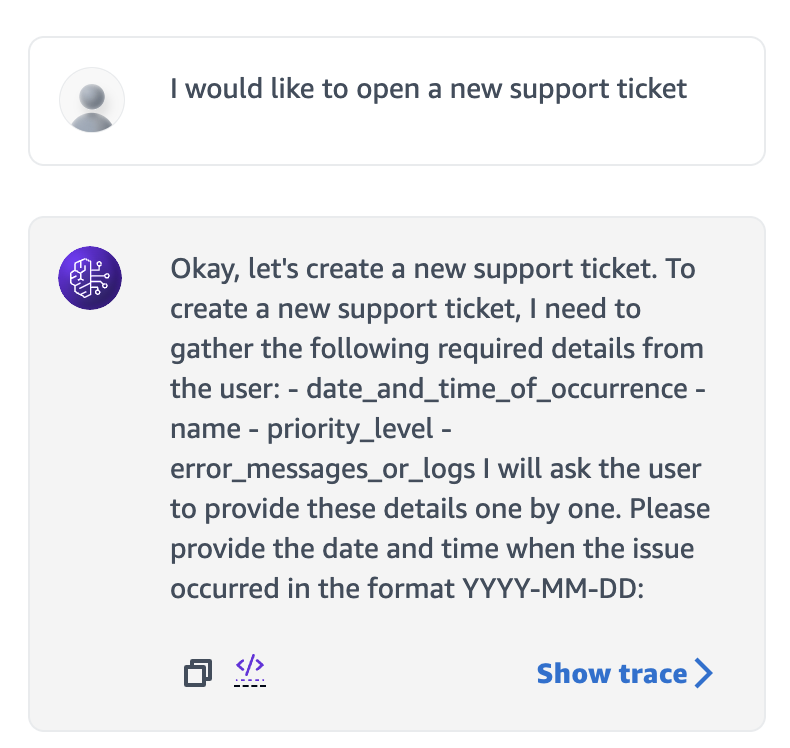 I would like to open a new support ticket
Okay, let's create a new support ticket. To
create a new support ticket, I need to
gather the following required details from
the user: - date_and_time_of_occurrence -
name - priority_level -
error_messages_or_logs I will ask the user
to provide these details one by one. Please
provide the date and time when the issue
occurred in the format YYYY-MM-DD:
</>
Show trace